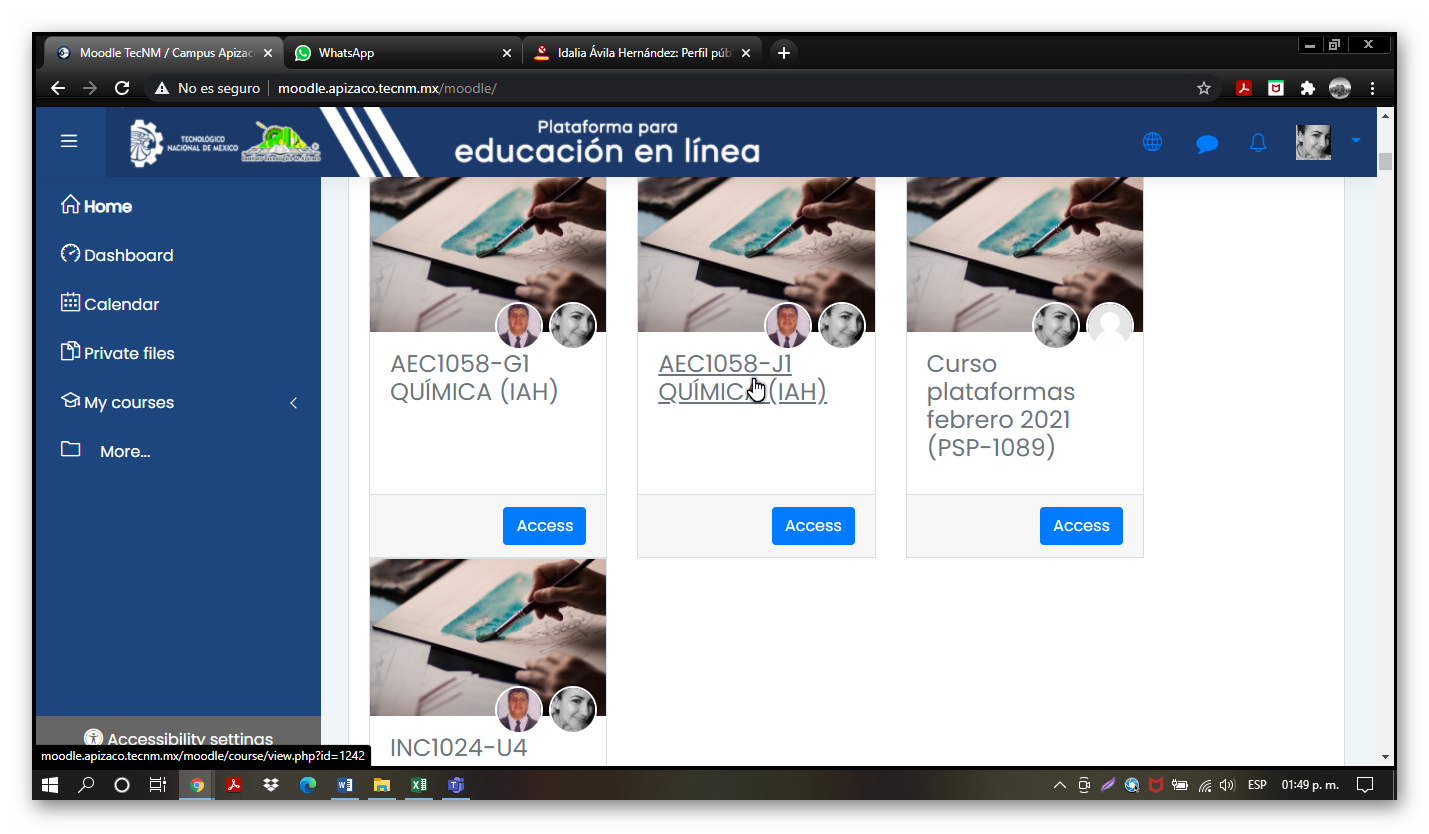 Moodle TecNM / Campus Apizac
WhatsApp
Idalia Ávila Hernández: Perfil púb
No es seguro
moodle.apizaco.tecnm.mx/moodle/
TECNOLÓGICO
NACIONAL DE MÉXICO
Plataforma para
educación en línea
Home
Dashboard
Calendar
Private files
My courses
More...
Accessibility settings
AEC1058-G1
QUÍMICA (IAH)
Access
AEC1058-J1
QUÍMICA (IAH)
Access
Curso
plataformas
febrero 2021
(PSP-1089)
Access
INC1024-U4
moodle.apizaco.tecnm.mx/moodle/course/view.php?id=1242
ESP
01:49 p. m.